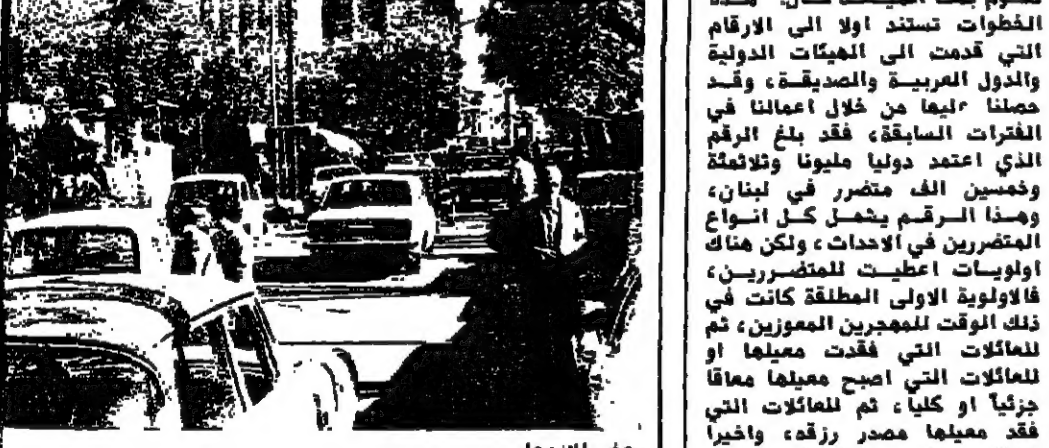 الخطوات تستند اولا الى الارقام
التي قدمت الى الهيئات الدولية
والدول العربية والصديقة، وقد
حصلنا عليها من خلال اعمالنا في
الفترات السابقة، فقد بلغ الرقم
الذي اعتمد دوليا مليونا وثلاثمئة
وخمسين الف متضرر في لبنان،
وهذا الرقم يشمل كل انواع
المتضررين في الاحداث، ولكن هناك
اولويات اعطيت للمتضررين،
فالاولوية الاولى المطلقة كانت في
ذلك الوقت للمهجرين المعوزين، ثم
للعائلات التي فقدت معيلها او
للعائلات التي اصبح معيلها معاقا
جزئياً او كلياء ثم للعائلات التي
فقد معيلها مصدر رزقه، واخيرا